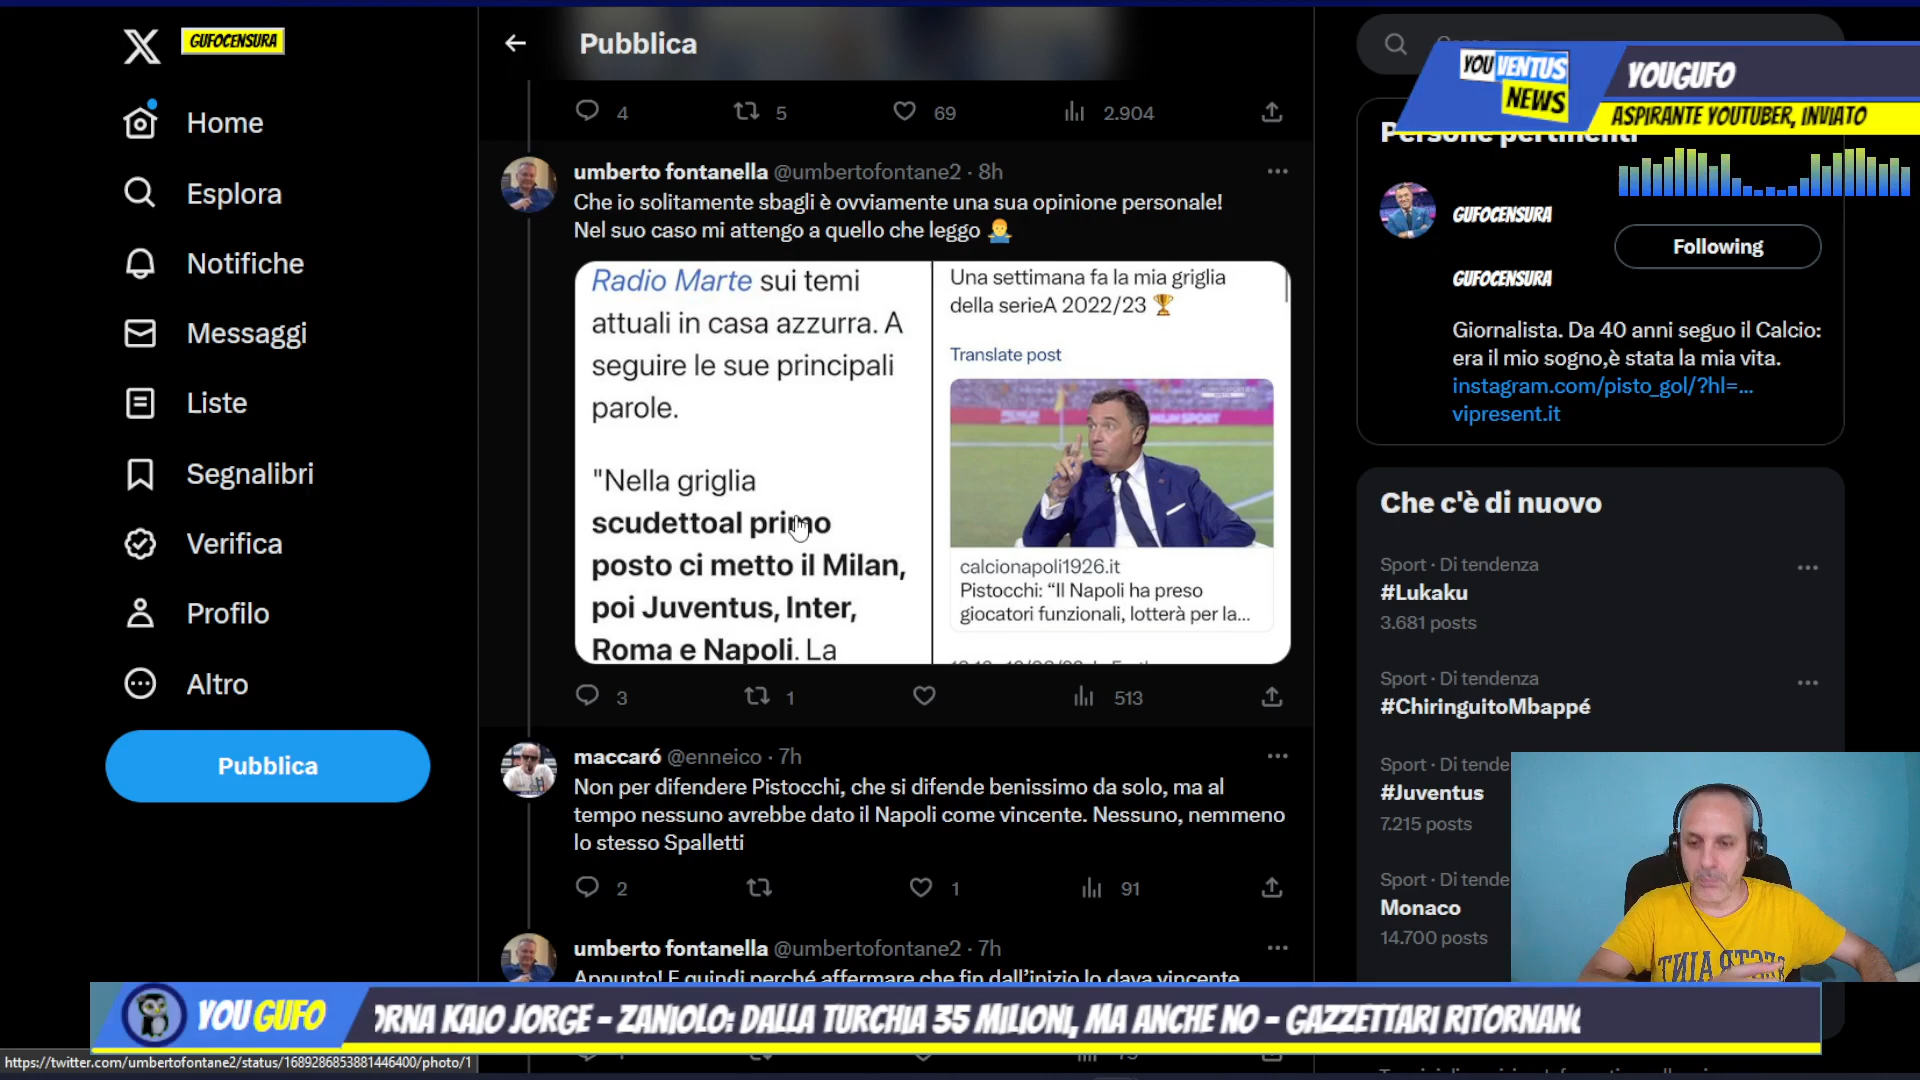 GUFOCENSURA
Home
Esplora
Notifiche
Messaggi
Liste
Segnalibri
Verifica
Profilo
Altro
Pubblica
Pubblica
4 5 69 2.904
umberto fontanella @umbertofontane2 · 8h
Che io solitamente sbagli è ovviamente una sua opinione personale!
Nel suo caso mi attengo a quello che leggo 🤷‍♂️
Radio Marte sui temi
attuali in casa azzurra. A
seguire le sue principali
parole.
"Nella griglia
scudettoal primo
posto ci metto il Milan,
poi Juventus, Inter,
Roma e Napoli. La
Una settimana fa la mia griglia
della serieA 2022/23 🏆
Translate post
calcionapoli1926.it
Pistocchi: “Il Napoli ha preso
giocatori funzionali, lotterà per la...
3 1 513
maccaró @enneico · 7h
Non per difendere Pistocchi, che si difende benissimo da solo, ma al
tempo nessuno avrebbe dato il Napoli come vincente. Nessuno, nemmeno
lo stesso Spalletti
2 1 91
umberto fontanella @umbertofontane2 · 7h
Appunto! E quindi perché affermare che fin dall’inizio lo dava vincente
YOUVENTUS
NEWS
YOUGUFO
ASPIRANTE YOUTUBER, INVIATO
Persone pertinenti
GUFOCENSURA
Following
GUFOCENSURA
Giornalista. Da 40 anni seguo il Calcio:
era il mio sogno,è stata la mia vita.
instagram.com/pisto_gol/?hl=...
vipresent.it
Che c'è di nuovo
Sport · Di tendenza
#Lukaku
3.681 posts
Sport · Di tendenza
#ChiringuitoMbappé
Sport · Di tende
#Juventus
7.215 posts
Sport · Di tende
Monaco
14.700 posts
YOUGUFO
ORNA KAIO JORGE - ZANIOLO: DALLA TURCHIA 35 MILIONI, MA ANCHE NO - GAZZETTARI RITORNANO
https://twitter.com/umbertofontane2/status/1689286853881446400/photo/1